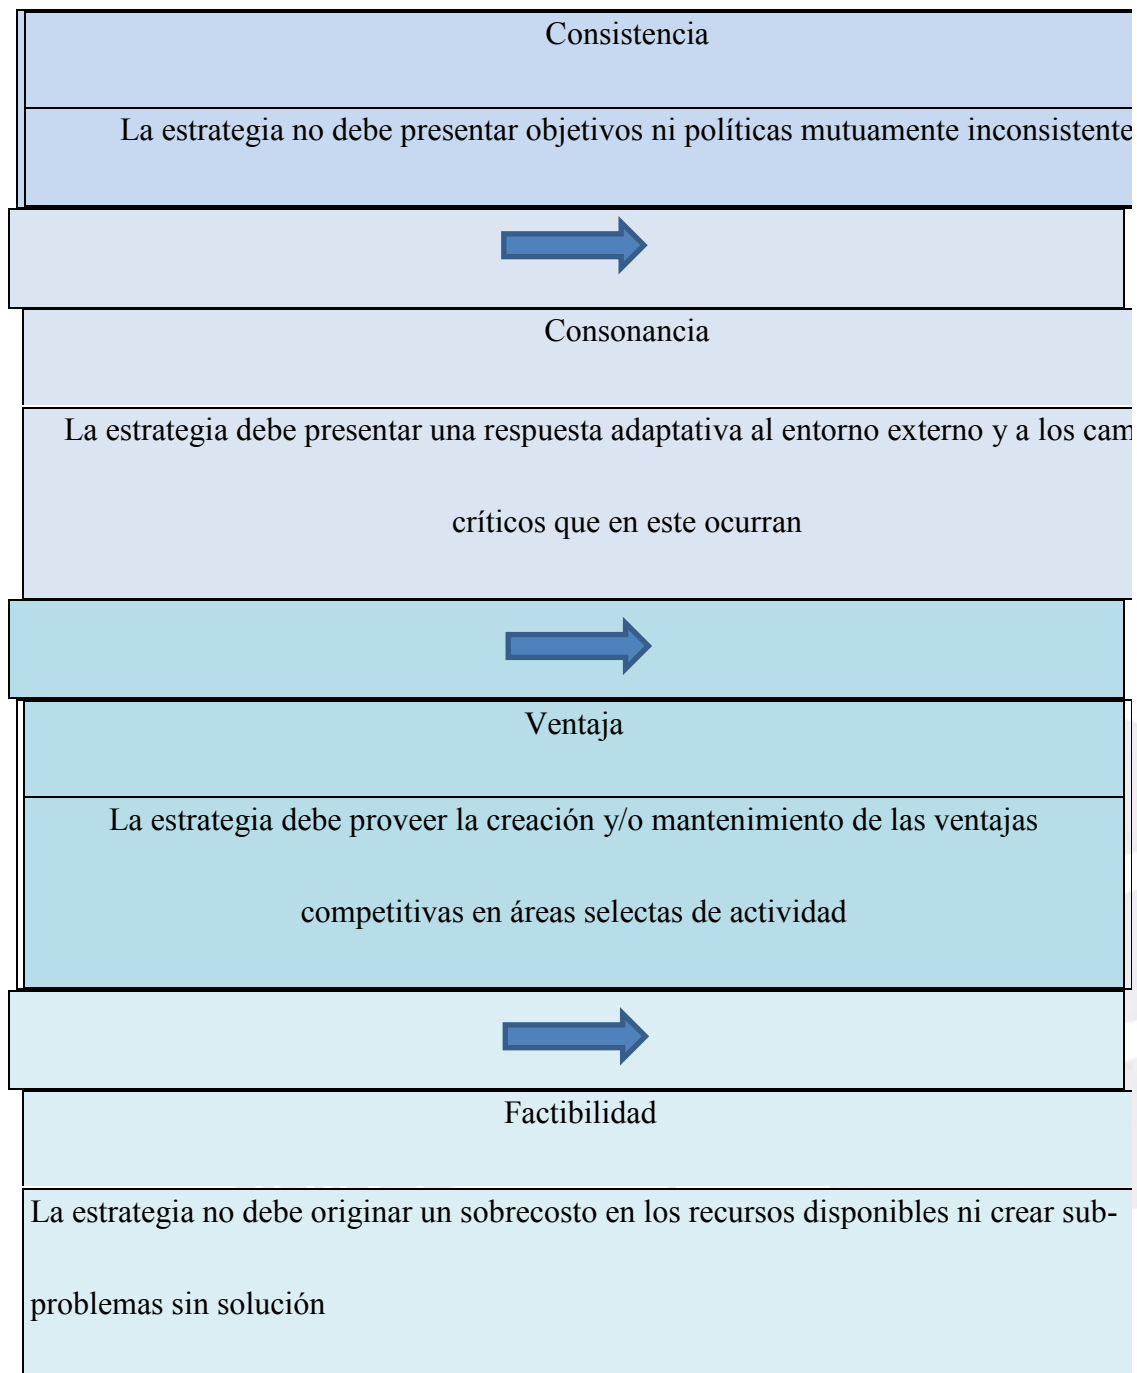 Consistencia
La estrategia no debe presentar objetivos ni políticas mutuamente inconsistente
Consonancia
La estrategia debe presentar una respuesta adaptativa al entorno externo y a los cam
críticos que en este ocurran
Ventaja
La estrategia debe proveer la creación y/o mantenimiento de las ventajas
competitivas en áreas selectas de actividad
Factibilidad
La estrategia no debe originar un sobrecosto en los recursos disponibles ni crear sub-
problemas sin solución